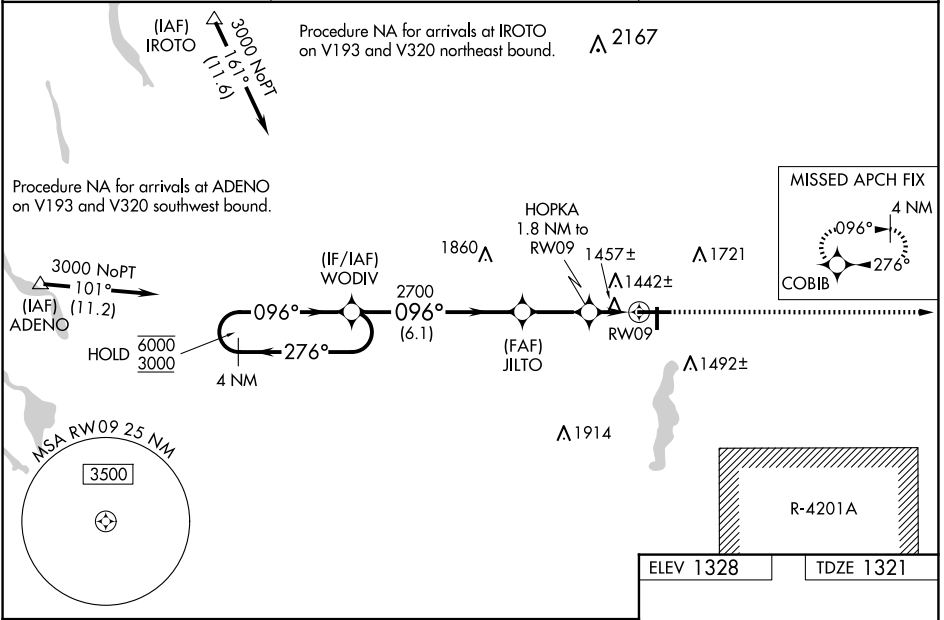 (IAF)
IROTO
3000 NoPT
161°
(11.6)
Procedure NA for arrivals at IROTO
on V193 and V320 northeast bound.
2167
Procedure NA for arrivals at ADENO
on V193 and V320 southwest bound.
MISSED APCH FIX
4 NM
096°
276°
COBIB
HOPKA
1.8 NM to
RW09
1457±
1860
1442±
1721
(IF/IAF)
WODIV
3000 NoPT
101°
(11.2)
(IAF)
ADENO
096°
2700
096°
(6.1)
RW09
HOLD
6000
3000
276°
4 NM
(FAF)
JILTO
1492±
1914
MSA RW09 25 NM
3500
R-4201A
ELEV 1328
TDZE 1321